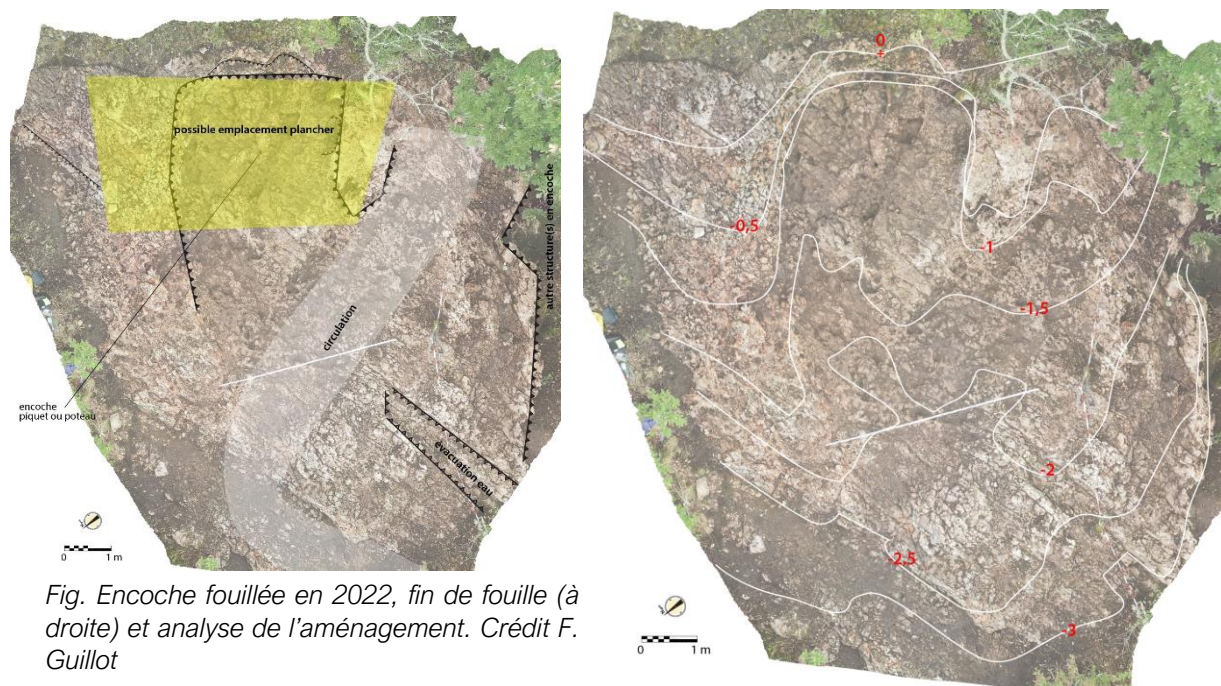 possible emplacement plancher
autre structure(s) en encoche
circulation
encoche
piquet ou poteau
évacuation eau
0 1 m
Fig. Encoche fouillée en 2022, fin de fouille (à
droite) et analyse de l’aménagement. Crédit F.
Guillot
0
-0,5
-1
-1,5
-2
-2,5
-3
0 1 m